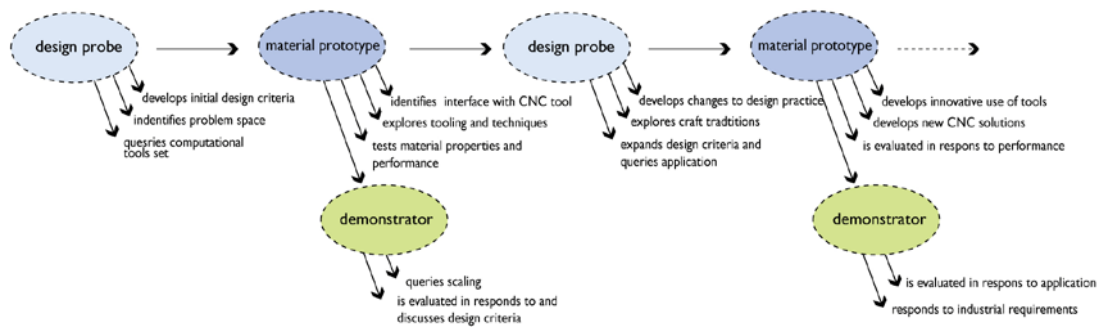 design probe
material prototype
design probe
material prototype
develops initial design criteria
indentifies problem space
quesries computational
tools set
identifies interface with CNC tool
explores tooling and techniques
tests material properties and
performance
develops changes to design practice
explores craft tradtitions
expands design criteria and
queries application
develops innovative use of tools
develops new CNC solutions
is evaluated in respons to performance
demonstrator
queries scaling
is evaluated in responds to and
discusses design criteria
demonstrator
is evaluated in respons to application
responds to industrial requirements